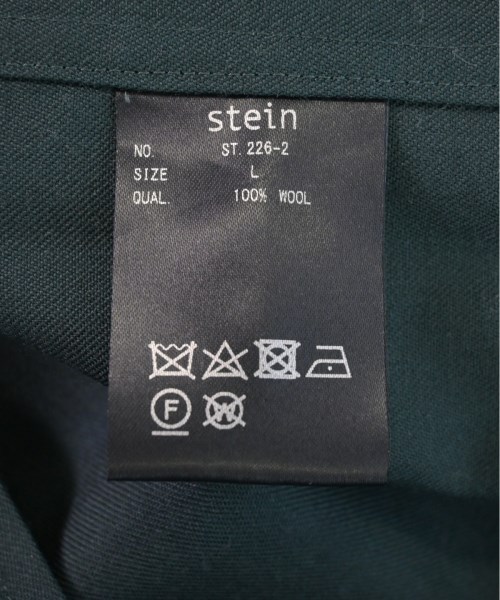 stein
NO. ST.226-2
SIZE L
QUAL. 100% WOOL
F W